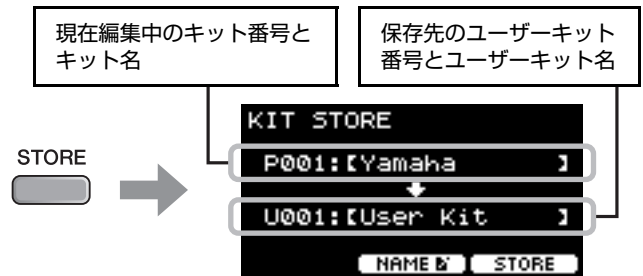 現在編集中のキット番号と
キット名
保存先のユーザーキット
番号とユーザーキット名
STORE
KIT STORE
P001:【Yamaha 】
U001:【User Kit 】
NAME
STORE